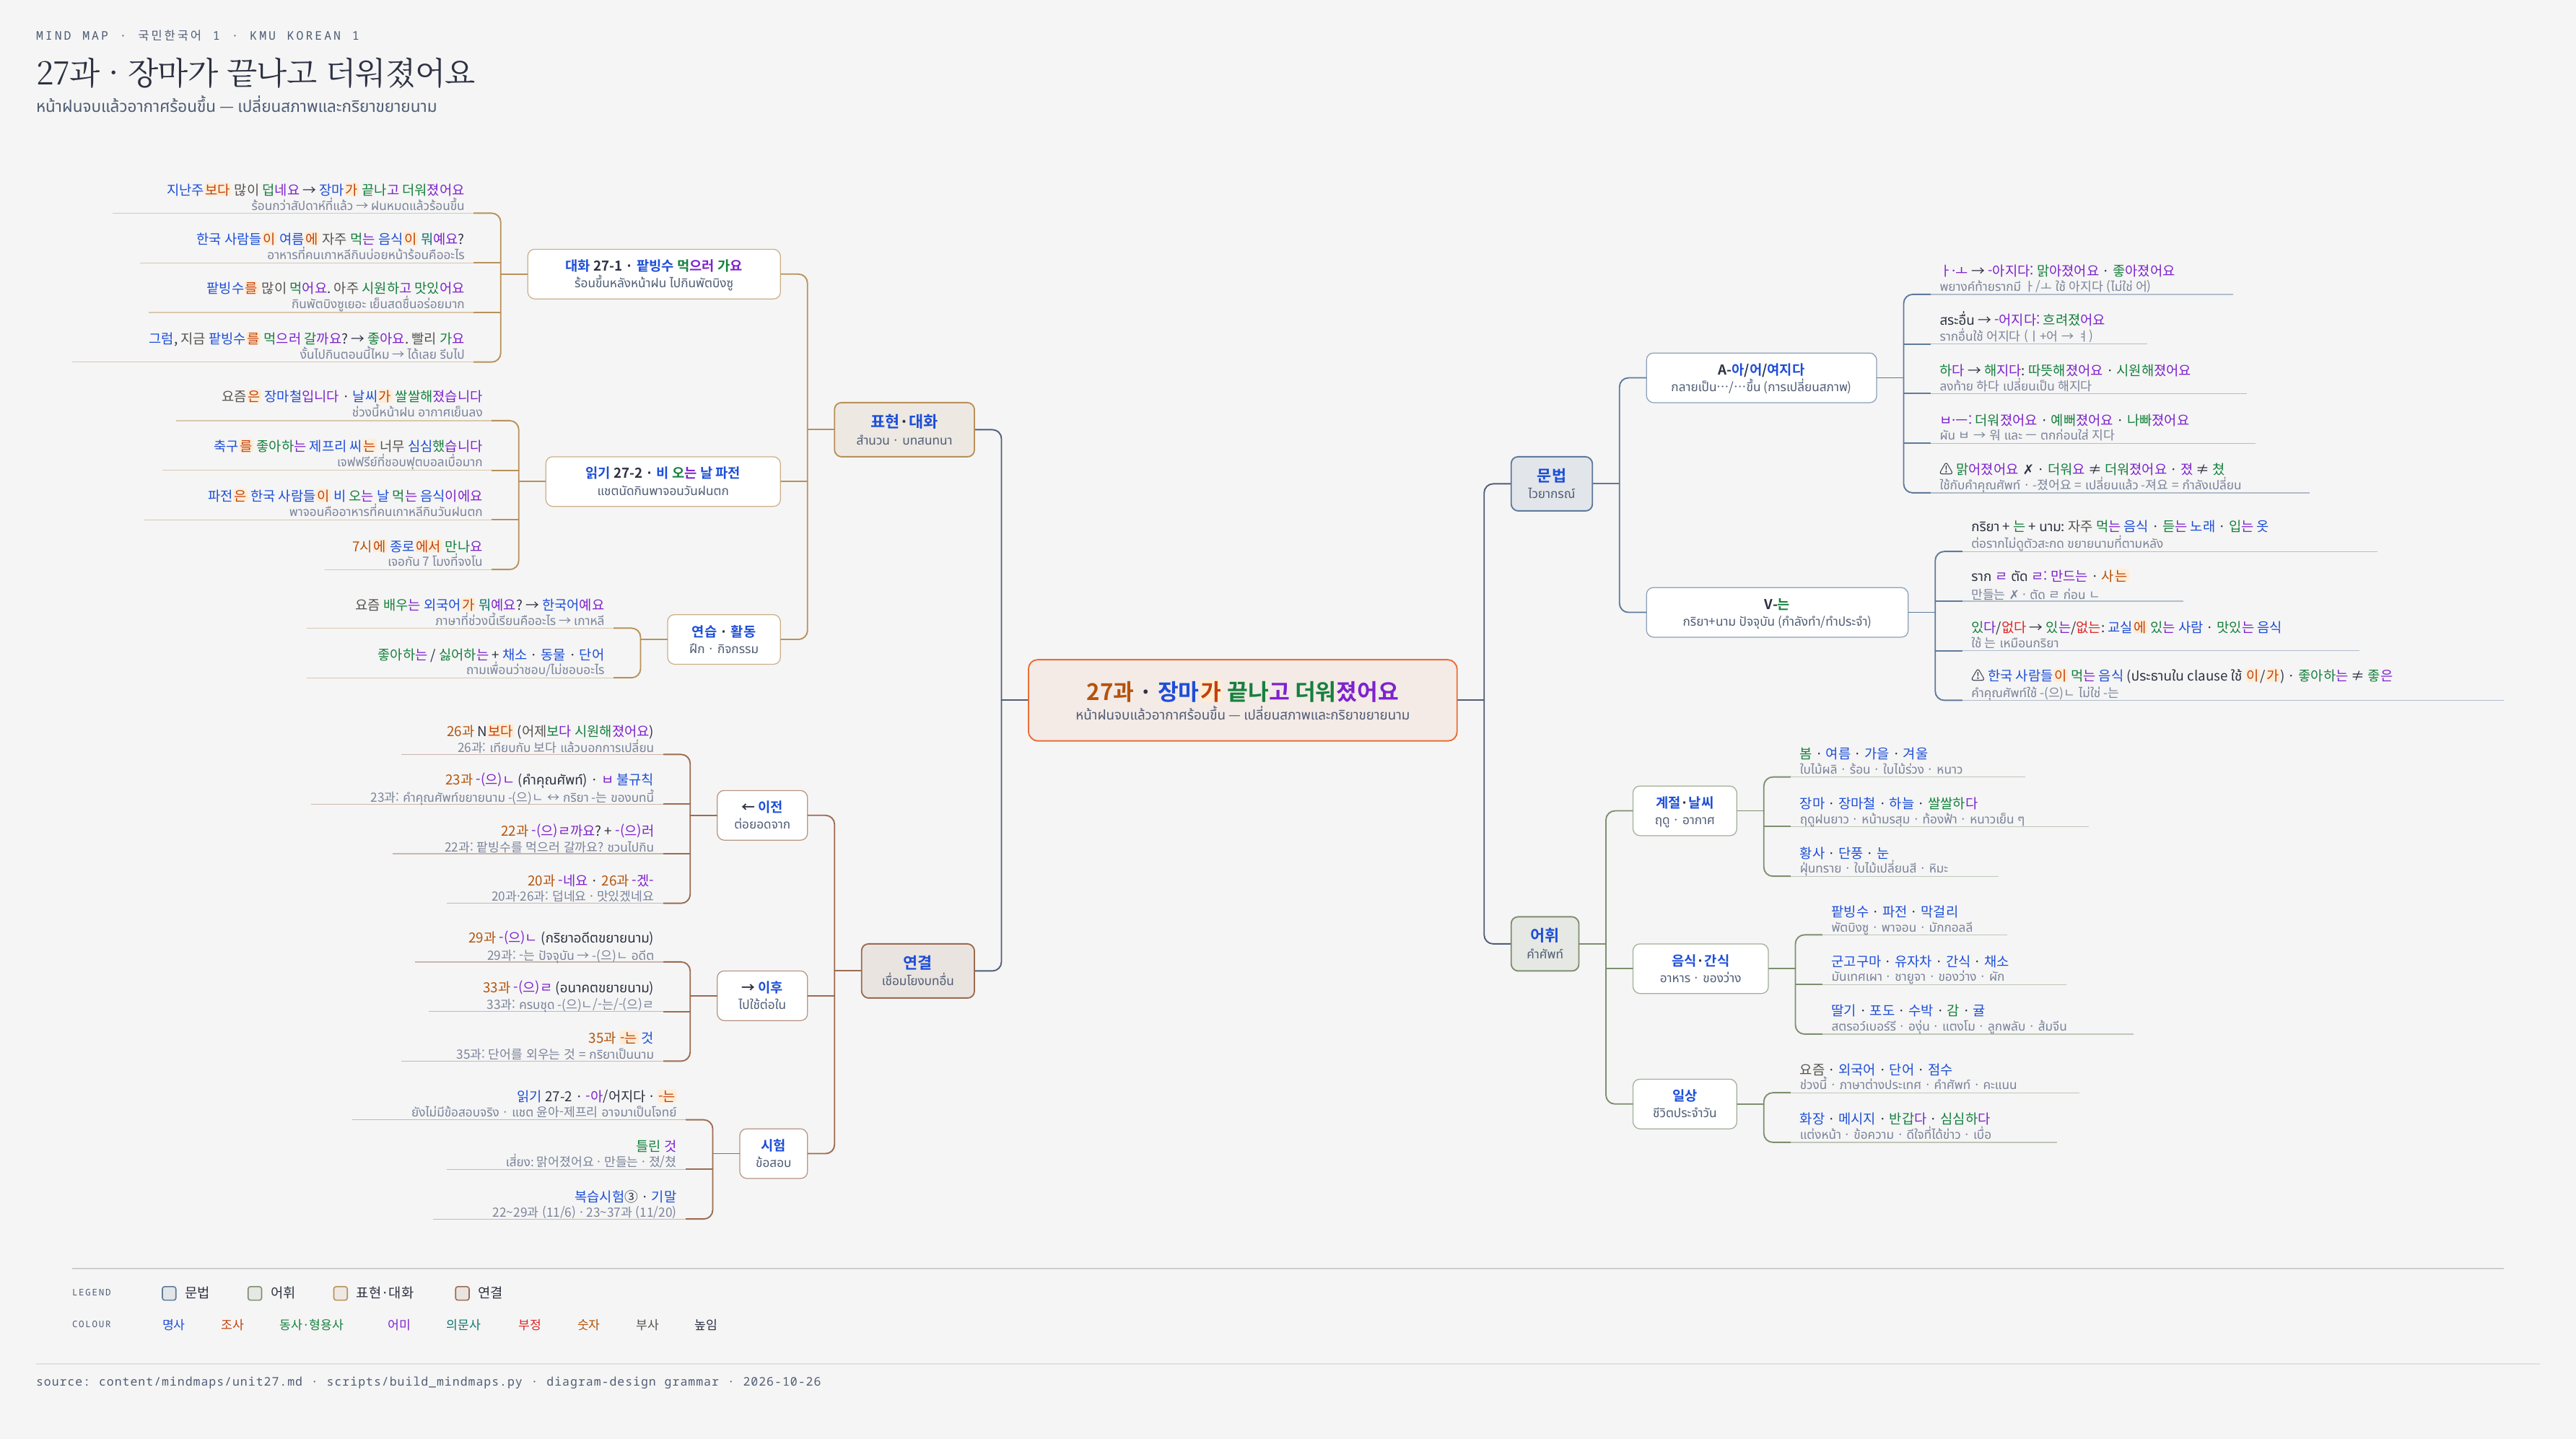 MIND MAP · 국민한국어 1 · KMU KOREAN 1
27과 · 장마가 끝나고 더워졌어요
หน้าฝนจบแล้วอากาศร้อนขึ้น — เปลี่ยนสภาพและกริยาขยายนาม
지난주보다 많이 덥네요 → 장마가 끝나고 더워졌어요
ร้อนกว่าสัปดาห์ที่แล้ว → ฝนหมดแล้วร้อนขึ้น
한국 사람들이 여름에 자주 먹는 음식이 뭐예요?
อาหารที่คนเกาหลีกินบ่อยหน้าร้อนคืออะไร
팥빙수를 많이 먹어요. 아주 시원하고 맛있어요
กินพัตบิงซูเยอะ เย็นสดชื่นอร่อยมาก
그럼, 지금 팥빙수를 먹으러 갈까요? → 좋아요. 빨리 가요
งั้นไปกินตอนนี้ไหม → ได้เลย รีบไป
대화 27-1 · 팥빙수 먹으러 가요
ร้อนขึ้นหลังหน้าฝน ไปกินพัตบิงซู
요즘은 장마철입니다 · 날씨가 쌀쌀해졌습니다
ช่วงนี้หน้าฝน อากาศเย็นลง
축구를 좋아하는 제프리 씨는 너무 심심했습니다
เจฟฟรีย์ที่ชอบฟุตบอลเบื่อมาก
파전은 한국 사람들이 비 오는 날 먹는 음식이에요
พาจอนคืออาหารที่คนเกาหลีกินวันฝนตก
7시에 종로에서 만나요
เจอกัน 7 โมงที่จงโน
읽기 27-2 · 비 오는 날 파전
แชตนัดกินพาจอนวันฝนตก
요즘 배우는 외국어가 뭐예요? → 한국어예요
ภาษาที่ช่วงนี้เรียนคืออะไร → เกาหลี
좋아하는 / 싫어하는 + 채소 · 동물 · 단어
ถามเพื่อนว่าชอบ/ไม่ชอบอะไร
연습 · 활동
ฝึก · กิจกรรม
표현·대화
สำนวน · บทสนทนา
26과 N보다 (어제보다 시원해졌어요)
26과: เทียบกับ 보다 แล้วบอกการเปลี่ยน
23과 -(으)ㄴ (คำคุณศัพท์) · ㅂ 불규칙
23과: คำคุณศัพท์ขยายนาม -(으)ㄴ ↔ กริยา -는 ของบทนี้
22과 -(으)ㄹ까요? + -(으)러
22과: 팥빙수를 먹으러 갈까요? ชวนไปกิน
20과 -네요 · 26과 -겠-
20과·26과: 덥네요 · 맛있겠네요
← 이전
ต่อยอดจาก
29과 -(으)ㄴ (กริยาอดีตขยายนาม)
29과: -는 ปัจจุบัน → -(으)ㄴ อดีต
33과 -(으)ㄹ (อนาคตขยายนาม)
33과: ครบชุด -(으)ㄴ/-는/-(으)ㄹ
35과 -는 것
35과: 단어를 외우는 것 = กริยาเป็นนาม
→ 이후
ไปใช้ต่อใน
읽기 27-2 · -아/어지다 · -는
ยังไม่มีข้อสอบจริง · แชต 윤아-제프리 อาจมาเป็นโจทย์
틀린 것
เสี่ยง: 맑어졌어요 · 만들는 · 졌/쳤
복습시험③ · 기말
22~29과 (11/6) · 23~37과 (11/20)
시험
ข้อสอบ
연결
เชื่อมโยงบทอื่น
27과 · 장마가 끝나고 더워졌어요
หน้าฝนจบแล้วอากาศร้อนขึ้น — เปลี่ยนสภาพและกริยาขยายนาม
문법
ไวยากรณ์
A-아/어/여지다
กลายเป็น…/…ขึ้น (การเปลี่ยนสภาพ)
ㅏ·ㅗ → -아지다: 맑아졌어요 · 좋아졌어요
พยางค์ท้ายรากมี ㅏ/ㅗ ใช้ 아지다 (ไม่ใช่ 어)
สระอื่น → -어지다: 흐려졌어요
รากอื่นใช้ 어지다 (ㅣ+어 → ㅕ)
하다 → 해지다: 따뜻해졌어요 · 시원해졌어요
ลงท้าย 하다 เปลี่ยนเป็น 해지다
ㅂ·ㅡ: 더워졌어요 · 예뻐졌어요 · 나빠졌어요
ผัน ㅂ → 워 และ ㅡ ตกก่อนใส่ 지다
⚠ 맑어졌어요 ✗ · 더워요 ≠ 더워졌어요 · 졌 ≠ 쳤
ใช้กับคำคุณศัพท์ · -졌어요 = เปลี่ยนแล้ว -져요 = กำลังเปลี่ยน
V-는
กริยา+นาม ปัจจุบัน (กำลังทำ/ทำประจำ)
กริยา + 는 + นาม: 자주 먹는 음식 · 듣는 노래 · 입는 옷
ต่อรากไม่ดูตัวสะกด ขยายนามที่ตามหลัง
ราก ㄹ ตัด ㄹ: 만드는 · 사는
만들는 ✗ · ตัด ㄹ ก่อน ㄴ
있다/없다 → 있는/없는: 교실에 있는 사람 · 맛있는 음식
ใช้ 는 เหมือนกริยา
⚠ 한국 사람들이 먹는 음식 (ประธานใน clause ใช้ 이/가) · 좋아하는 ≠ 좋은
คำคุณศัพท์ใช้ -(으)ㄴ ไม่ใช่ -는
어휘
คำศัพท์
계절·날씨
ฤดู · อากาศ
봄 · 여름 · 가을 · 겨울
ใบไม้ผลิ · ร้อน · ใบไม้ร่วง · หนาว
장마 · 장마철 · 하늘 · 쌀쌀하다
ฤดูฝนยาว · หน้ามรสุม · ท้องฟ้า · หนาวเย็น ๆ
황사 · 단풍 · 눈
ฝุ่นทราย · ใบไม้เปลี่ยนสี · หิมะ
음식·간식
อาหาร · ของว่าง
팥빙수 · 파전 · 막걸리
พัตบิงซู · พาจอน · มักกอลลี
군고구마 · 유자차 · 간식 · 채소
มันเทศเผา · ชายูจา · ของว่าง · ผัก
딸기 · 포도 · 수박 · 감 · 귤
สตรอว์เบอร์รี · องุ่น · แตงโม · ลูกพลับ · ส้มจีน
일상
ชีวิตประจำวัน
요즘 · 외국어 · 단어 · 점수
ช่วงนี้ · ภาษาต่างประเทศ · คำศัพท์ · คะแนน
화장 · 메시지 · 반갑다 · 심심하다
แต่งหน้า · ข้อความ · ดีใจที่ได้ข่าว · เบื่อ
LEGEND 문법 어휘 표현·대화 연결
COLOUR 명사 조사 동사·형용사 어미 의문사 부정 숫자 부사 높임
source: content/mindmaps/unit27.md · scripts/build_mindmaps.py · diagram-design grammar · 2026-10-26